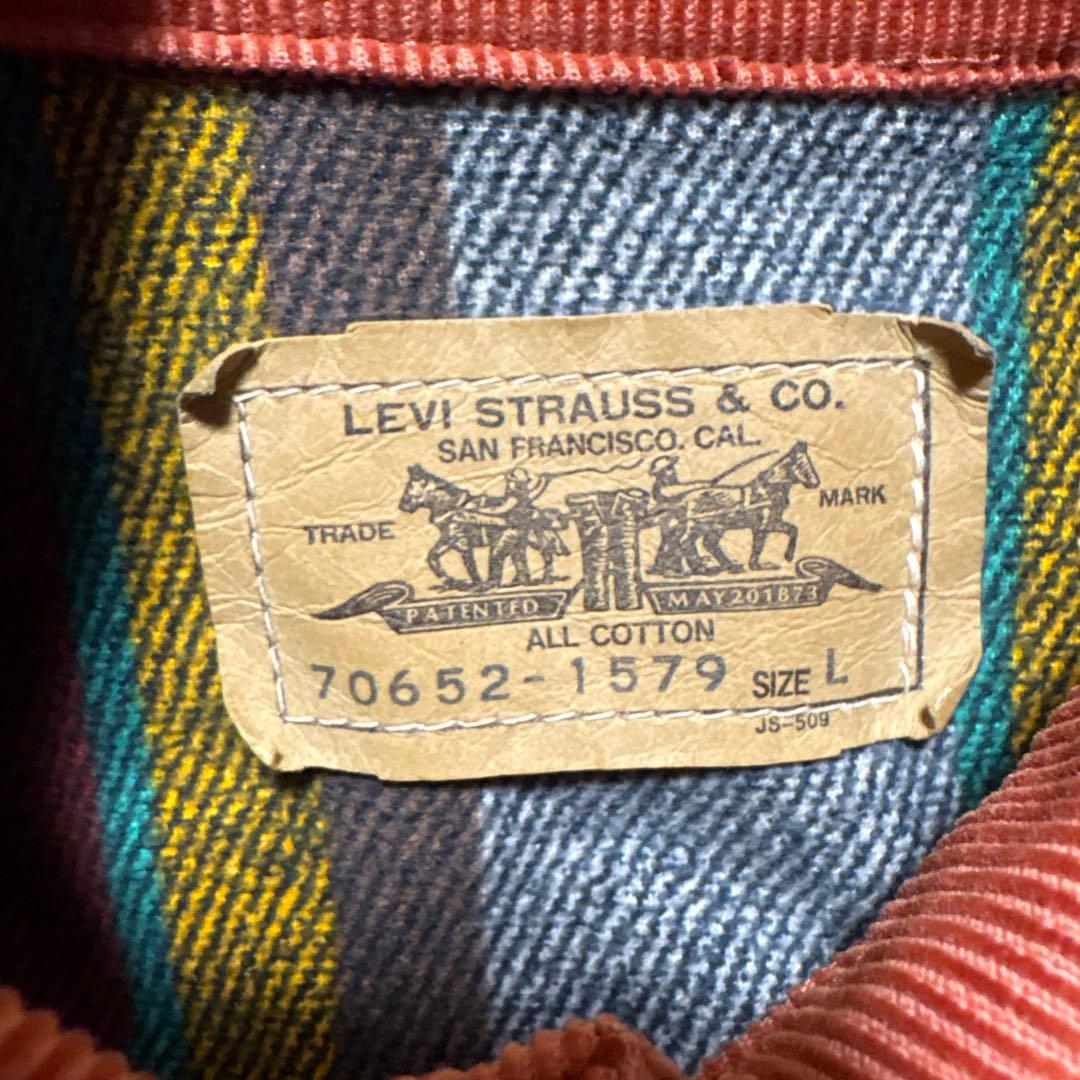 LEVI STRAUSS & CO.
SAN FRANCISCO. CAL.
TRADE MARK
PATENTED MAY 20 1873
ALL COTTON
70652-1579 SIZE L
JS-509